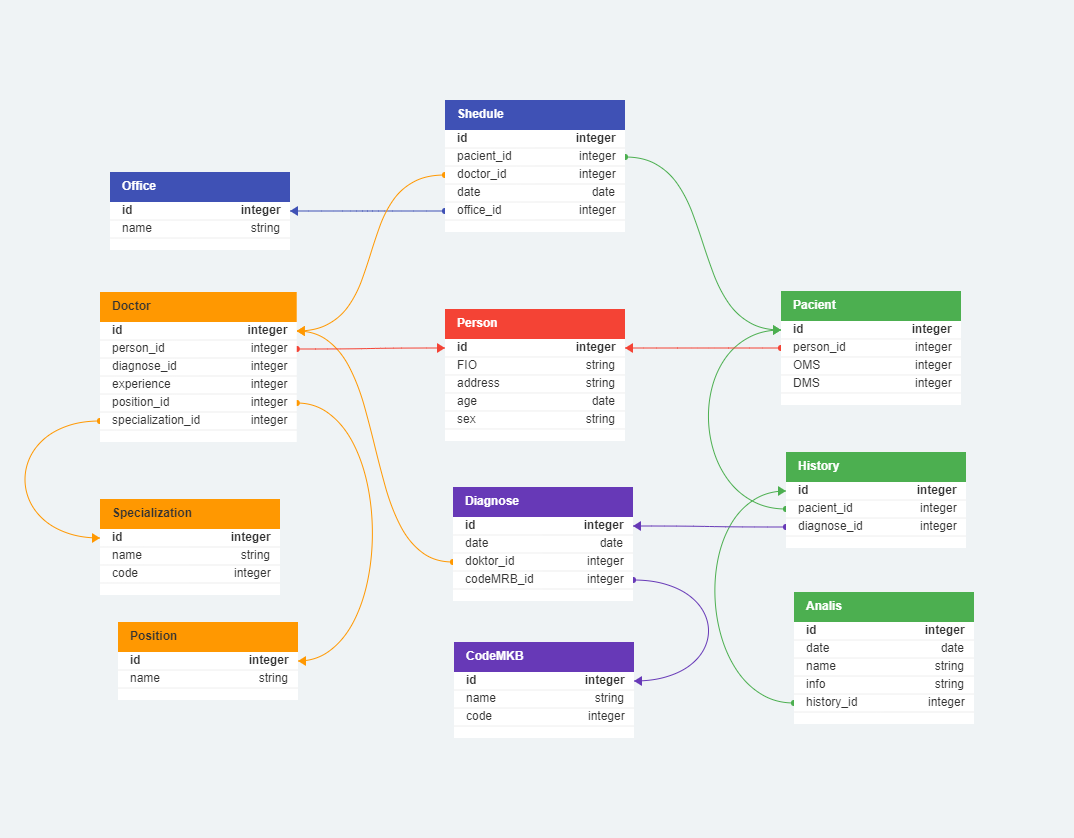 Shedule
id integer
pacient_id integer
doctor_id integer
date date
office_id integer
Office
id integer
name string
Doctor
id integer
person_id integer
diagnose_id integer
experience integer
position_id integer
specialization_id integer
Person
id integer
FIO string
address string
age date
sex string
Pacient
id integer
person_id integer
OMS integer
DMS integer
History
id integer
pacient_id integer
diagnose_id integer
Specialization
id integer
name string
code integer
Diagnose
id integer
date date
doktor_id integer
codeMRB_id integer
Analis
id integer
date date
name string
info string
history_id integer
Position
id integer
name string
CodeMKB
id integer
name string
code integer